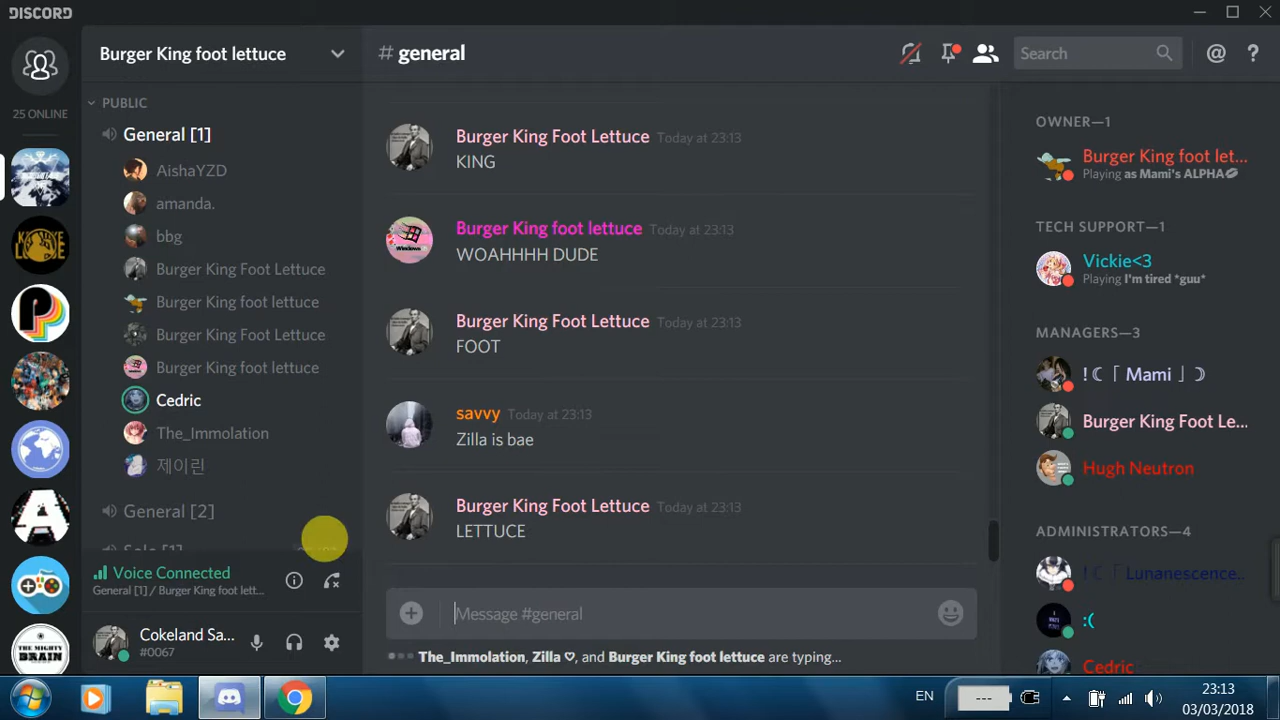 DISCORD
25 ONLINE
Burger King foot lettuce
PUBLIC
General [1]
AishaYZD
amanda.
bbg
Burger King Foot Lettuce
Burger King foot lettuce
Burger King Foot Lettuce
Burger King foot lettuce
Cedric
The_Immolation
제이린
General [2]
Solo [1]
Voice Connected
General [1] / Burger King foot lett...
Cokeland Sa...
#0067
# general
Search
@
?
Burger King Foot Lettuce Today at 23:13
KING
Burger King foot lettuce Today at 23:13
WOAHHHH DUDE
Burger King Foot Lettuce Today at 23:13
FOOT
savvy Today at 23:13
Zilla is bae
Burger King Foot Lettuce Today at 23:13
LETTUCE
Message #general
The_Immolation, Zilla ♡, and Burger King foot lettuce are typing...
OWNER—1
Burger King foot let...
Playing as Mami's ALPHA💋
TECH SUPPORT—1
Vickie<3
Playing I'm tired *guu*
MANAGERS—3
! ☾「 Mami 」☽
Burger King Foot Le...
Hugh Neutron
ADMINISTRATORS—4
! ☾「 Lunanescence...
:(
Cedric
THE MIGHTY
BRAIN
A
EN
---
23:13
03/03/2018